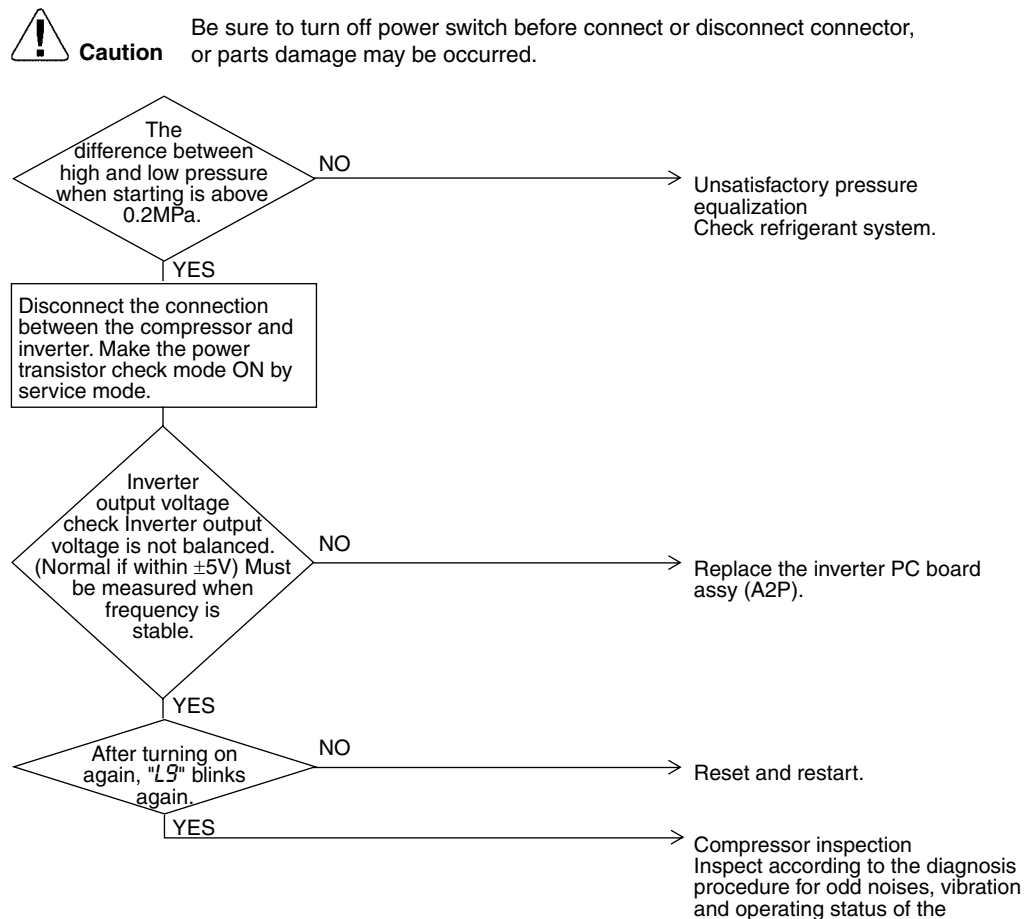 Caution
Be sure to turn off power switch before connect or disconnect connector,
or parts damage may be occurred.
The
difference between
high and low pressure
when starting is above
0.2MPa.
NO
Unsatisfactory pressure
equalization
Check refrigerant system.
YES
Disconnect the connection
between the compressor and
inverter. Make the power
transistor check mode ON by
service mode.
Inverter
output voltage
check Inverter output
voltage is not balanced.
(Normal if within ±5V) Must
be measured when
frequency is
stable.
NO
Replace the inverter PC board
assy (A2P).
YES
After turning on
again, "L9" blinks
again.
NO
Reset and restart.
YES
Compressor inspection
Inspect according to the diagnosis
procedure for odd noises, vibration
and operating status of the